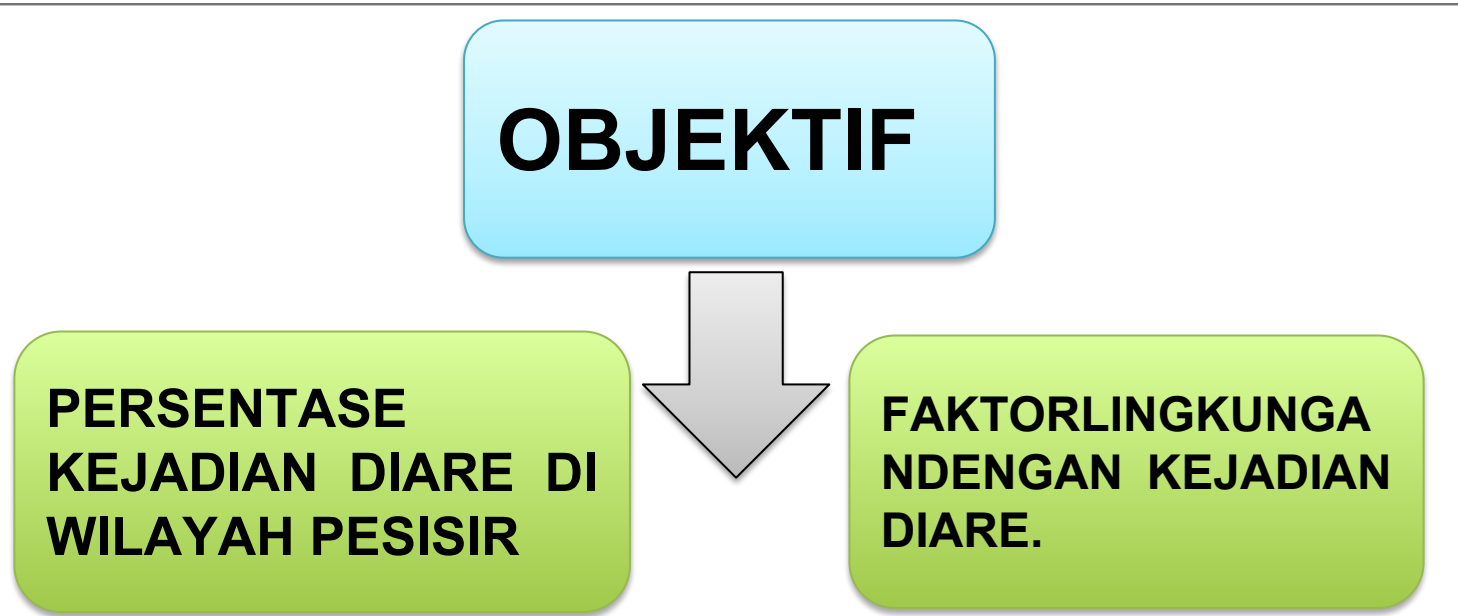 OBJEKTIF
PERSENTASE
KEJADIAN DIARE DI
WILAYAH PESISIR
FAKTORLINGKUNGA
NDENGAN KEJADIAN
DIARE.